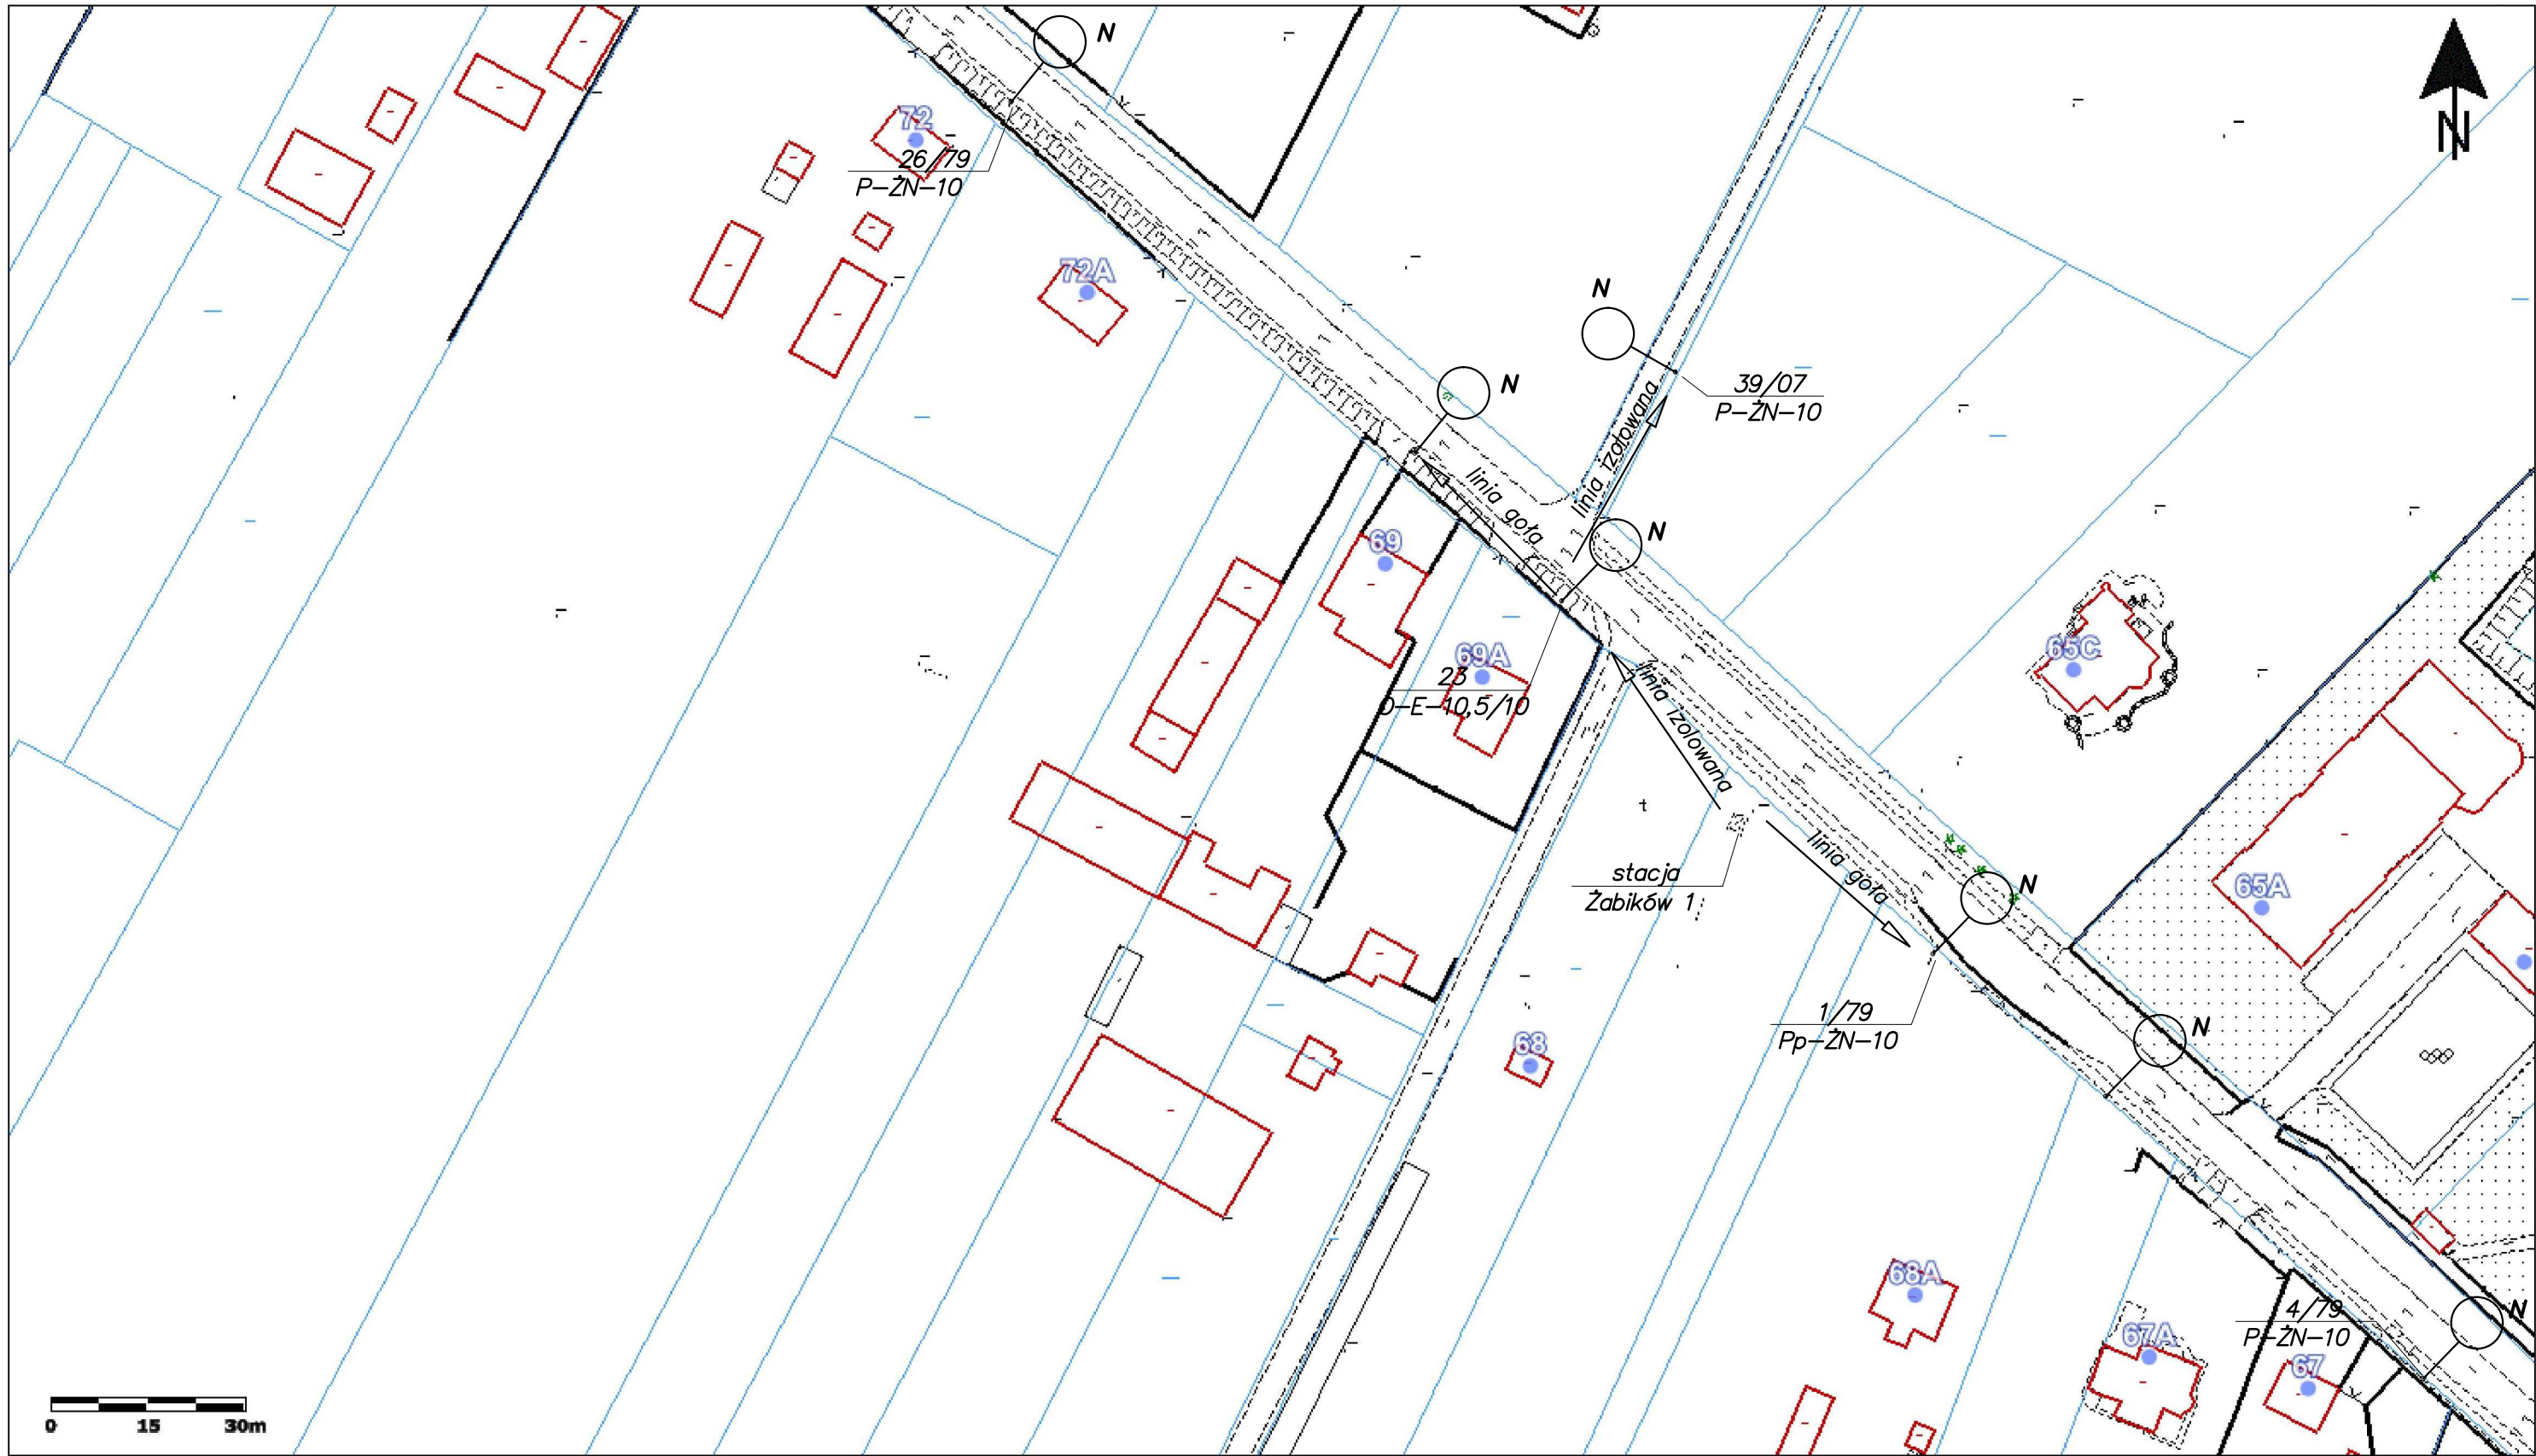 N
N
72
26/79
P-ŻN-10
72A
N
39/07
P-ŻN-10
N
linia izołowana
linia goła
N
69
69A
23
O-E-10,5/10
linia izolowana
65C
stacja
Żabików 1
linia goła
N
65A
1/79
Pp-ŻN-10
N
68
68A
4/79
P-ŻN-10
N
67A
67
0 15 30m